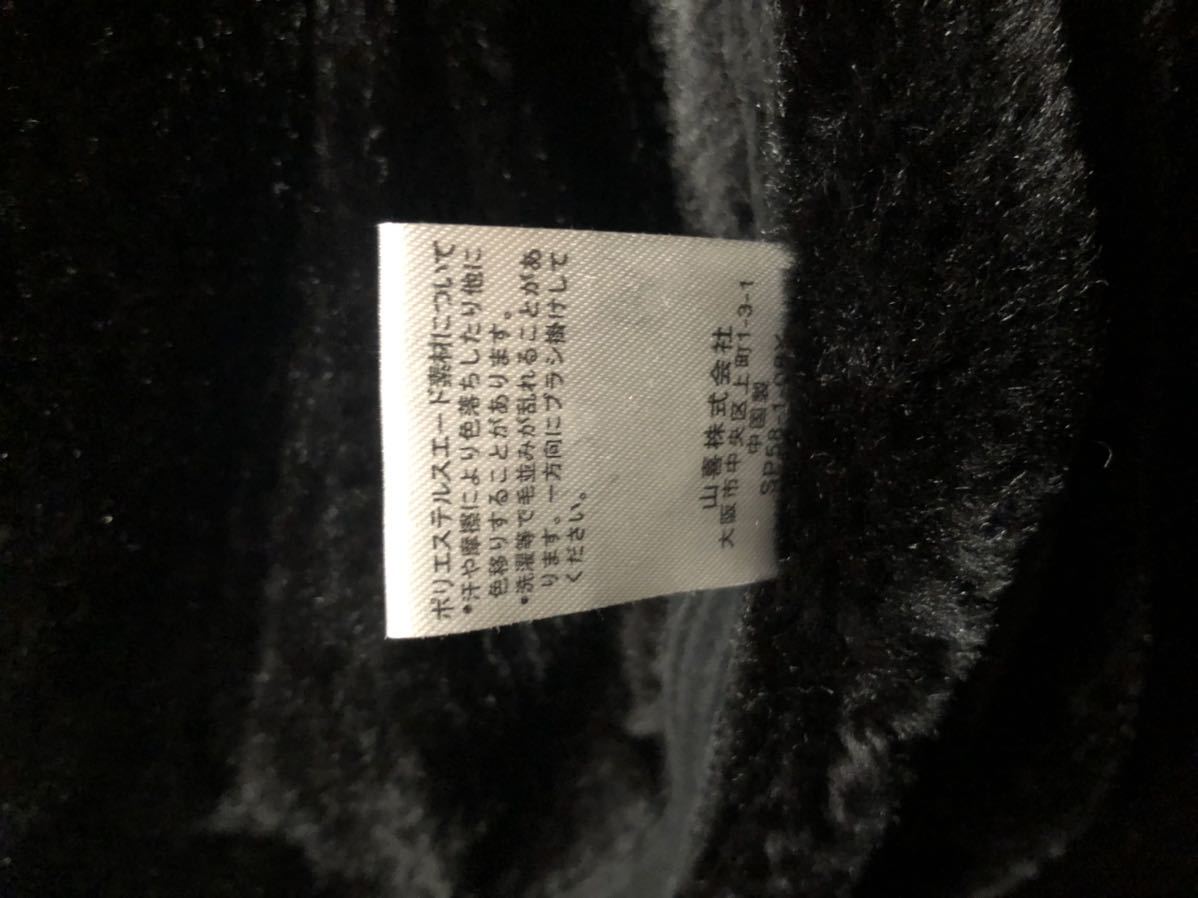 ポリエステルスエード素材について
•汗や摩擦により色落ちしたり他に
色移りすることがあります。
•洗濯等で毛並みが乱れることがあ
ります。一方向にブラシ掛けして
ください。
山喜株式会社
大阪市中央区上町1-3-1
中国製